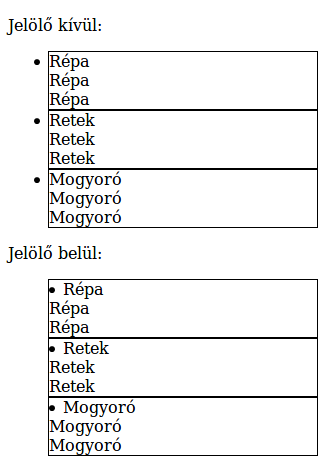 Jelölő kívül:
• Répa
Répa
Répa
• Retek
Retek
Retek
• Mogyoró
Mogyoró
Mogyoró
Jelölő belül:
• Répa
Répa
Répa
• Retek
Retek
Retek
• Mogyoró
Mogyoró
Mogyoró